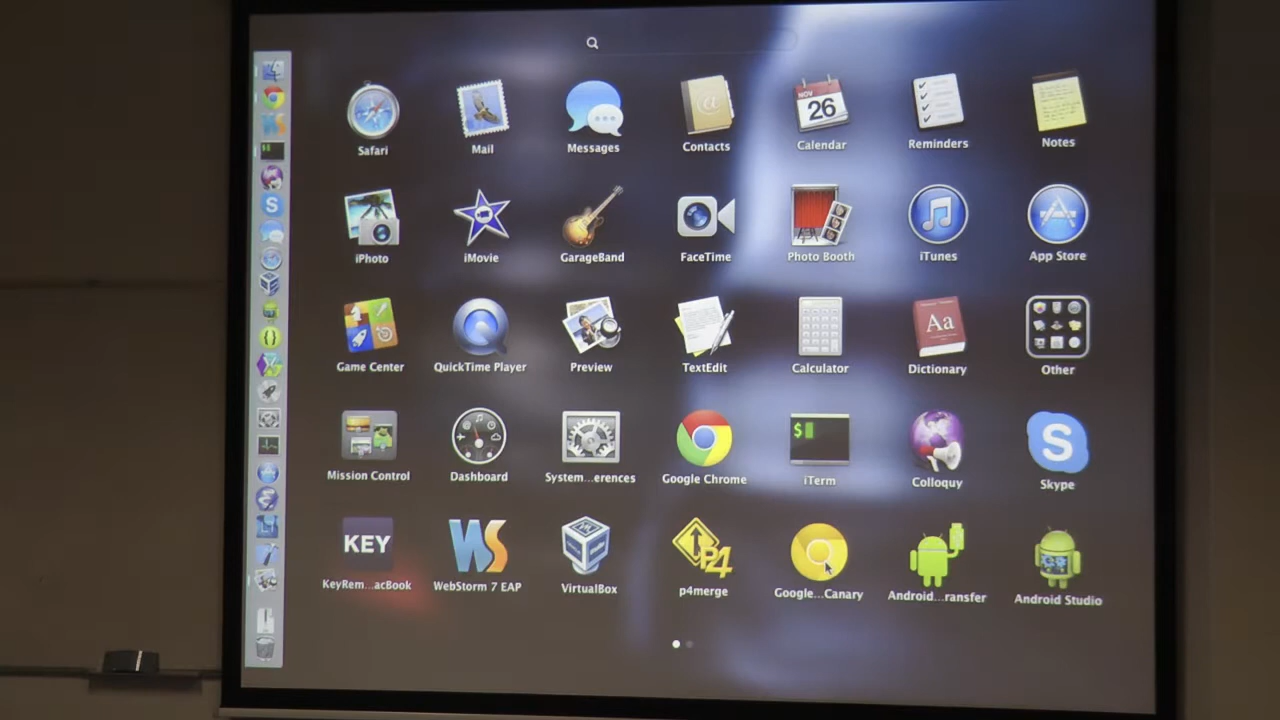 Safari Mail Messages Contacts NOV 26 Calendar Reminders Notes
iPhoto iMovie GarageBand FaceTime Photo Booth iTunes App Store
Game Center QuickTime Player Preview TextEdit Calculator Aa Dictionary Other
Mission Control Dashboard System...erences Google Chrome $ iTerm Colloquy S Skype
KEY KeyRem...acBook WS WebStorm 7 EAP VirtualBox P4 p4merge Google...Canary Android...ransfer Android Studio